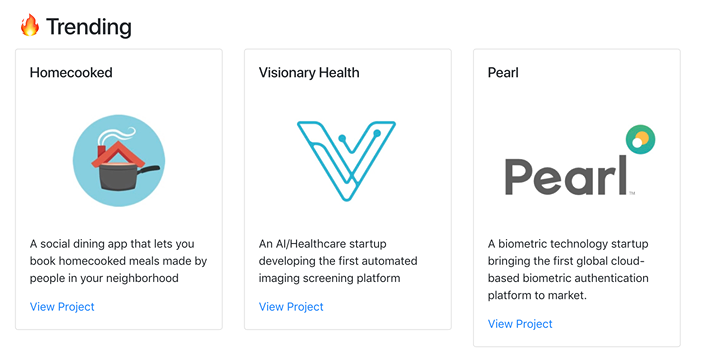 🔥 Trending
Homecooked
A social dining app that lets you
book homecooked meals made by
people in your neighborhood
View Project
Visionary Health
An AI/Healthcare startup
developing the first automated
imaging screening platform
View Project
Pearl
Pearl™
A biometric technology startup
bringing the first global cloud-
based biometric authentication
platform to market.
View Project